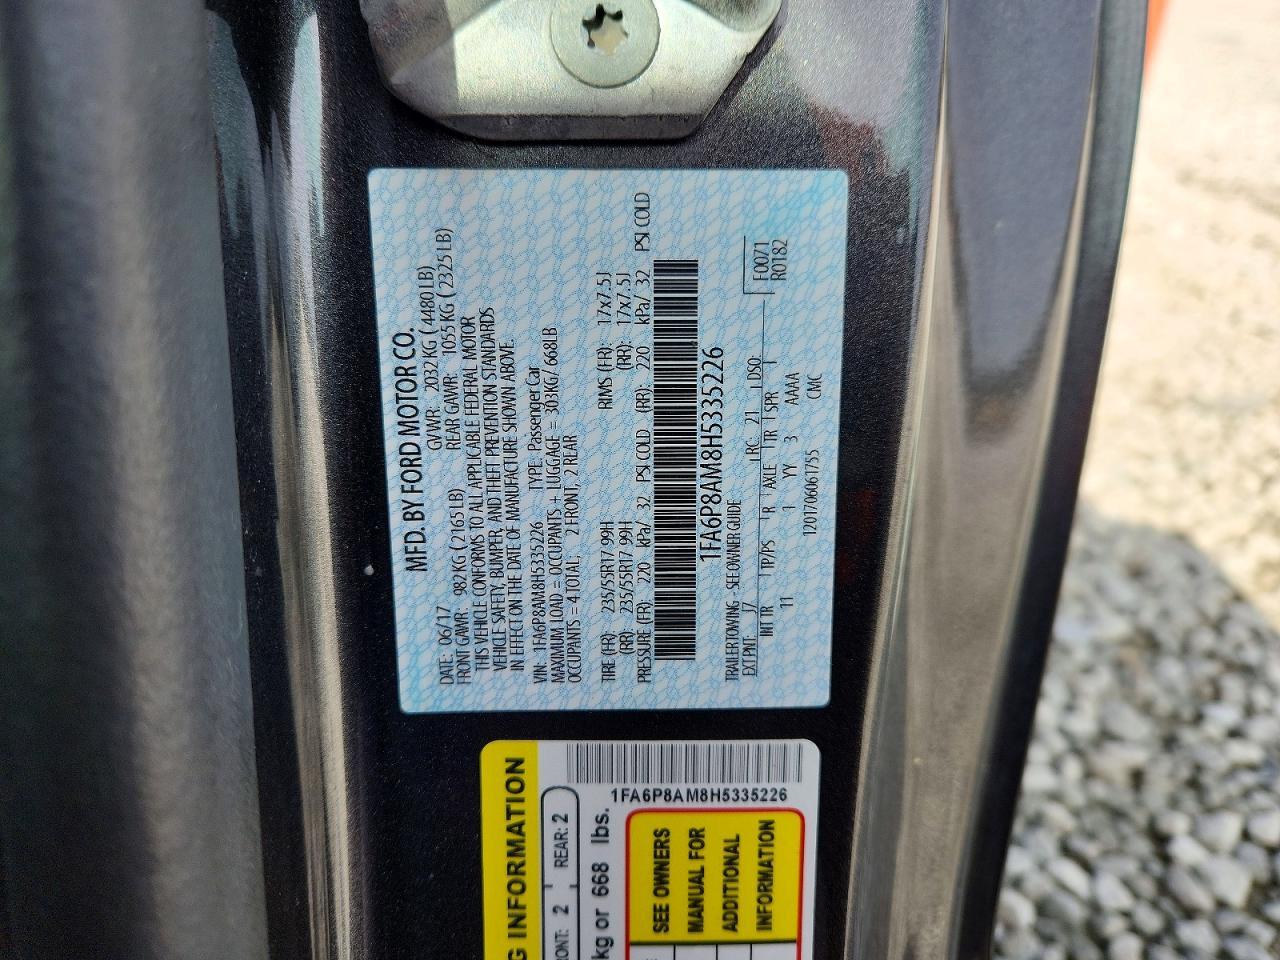 MFD. BY FORD MOTOR CO.
DATE: 06/17 GVWR: 2032 KG ( 4480 LB)
FRONT GAWR: 982KG ( 2165 LB) REAR GAWR: 1055 KG ( 2325 LB)
THIS VEHICLE CONFORMS TO ALL APPLICABLE FEDERAL MOTOR
VEHICLE SAFETY, BUMPER, AND THEFT PREVENTION STANDARDS
IN EFFECT ON THE DATE OF MANUFACTURE SHOWN ABOVE.
VIN: 1FA6P8AM8H5335226 TYPE: Passenger Car
MAXIMUM LOAD = OCCUPANTS + LUGGAGE = 303KG / 668LB
OCCUPANTS = 4 TOTAL, 2 FRONT, 2 REAR
TIRE (FR) : 235/55R17 99H RIMS (FR): 17x7.5J
(RR) : 235/55R17 99H (RR): 17x7.5J
PRESSURE (FR): 220 kPa/ 32 PSI COLD (RR): 220 kPa/ 32 PSI COLD
1FA6P8AM8H5335226
TRAILER TOWING - SEE OWNER GUIDE
EXT PNT: J7 RC: 21 DSO: F0071
INT TR TP/PS R AXLE TR SPR R0182
11 1 YY 3 AAAA
12017060617S5 CMC
G INFORMATION
RONT: 2 REAR: 2
kg or 668 lbs.
1FA6P8AM8H5335226
SEE OWNERS
MANUAL FOR
ADDITIONAL
INFORMATION